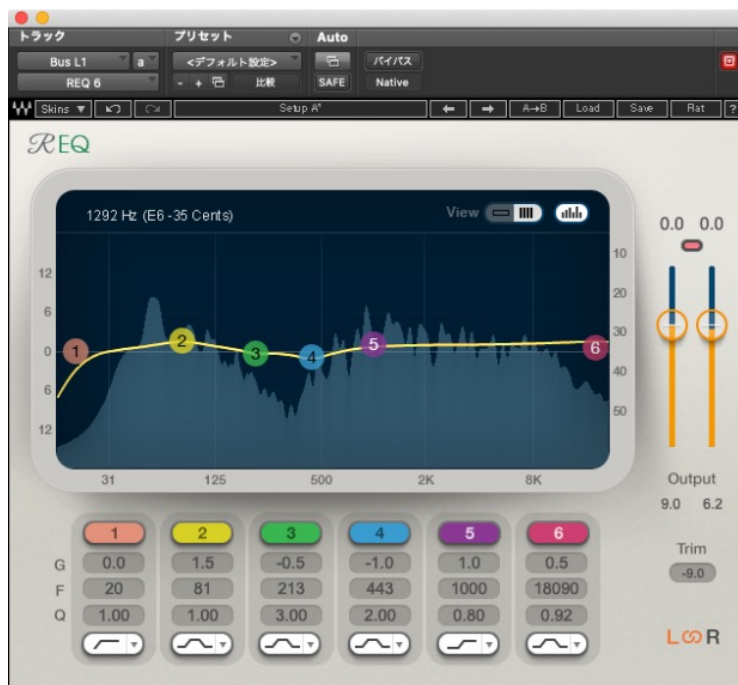 トラック プリセット Auto
Bus L1 a <デフォルト設定> バイパス
REQ 6 - + 比較 SAFE Native
Skins Setup A* A→B Load Save Flat ?
REQ
1292 Hz (E6 -35 Cents) View
0.0 0.0
12 6 0 6 12
10 20 30 40 50
1 2 3 4 5 6
31 125 500 2K 8K
Output
9.0 6.2
Trim
-9.0
1 2 3 4 5 6
G 0.0 1.5 -0.5 -1.0 1.0 0.5
F 20 81 213 443 1000 18090
Q 1.00 1.00 3.00 2.00 0.80 0.92
L R